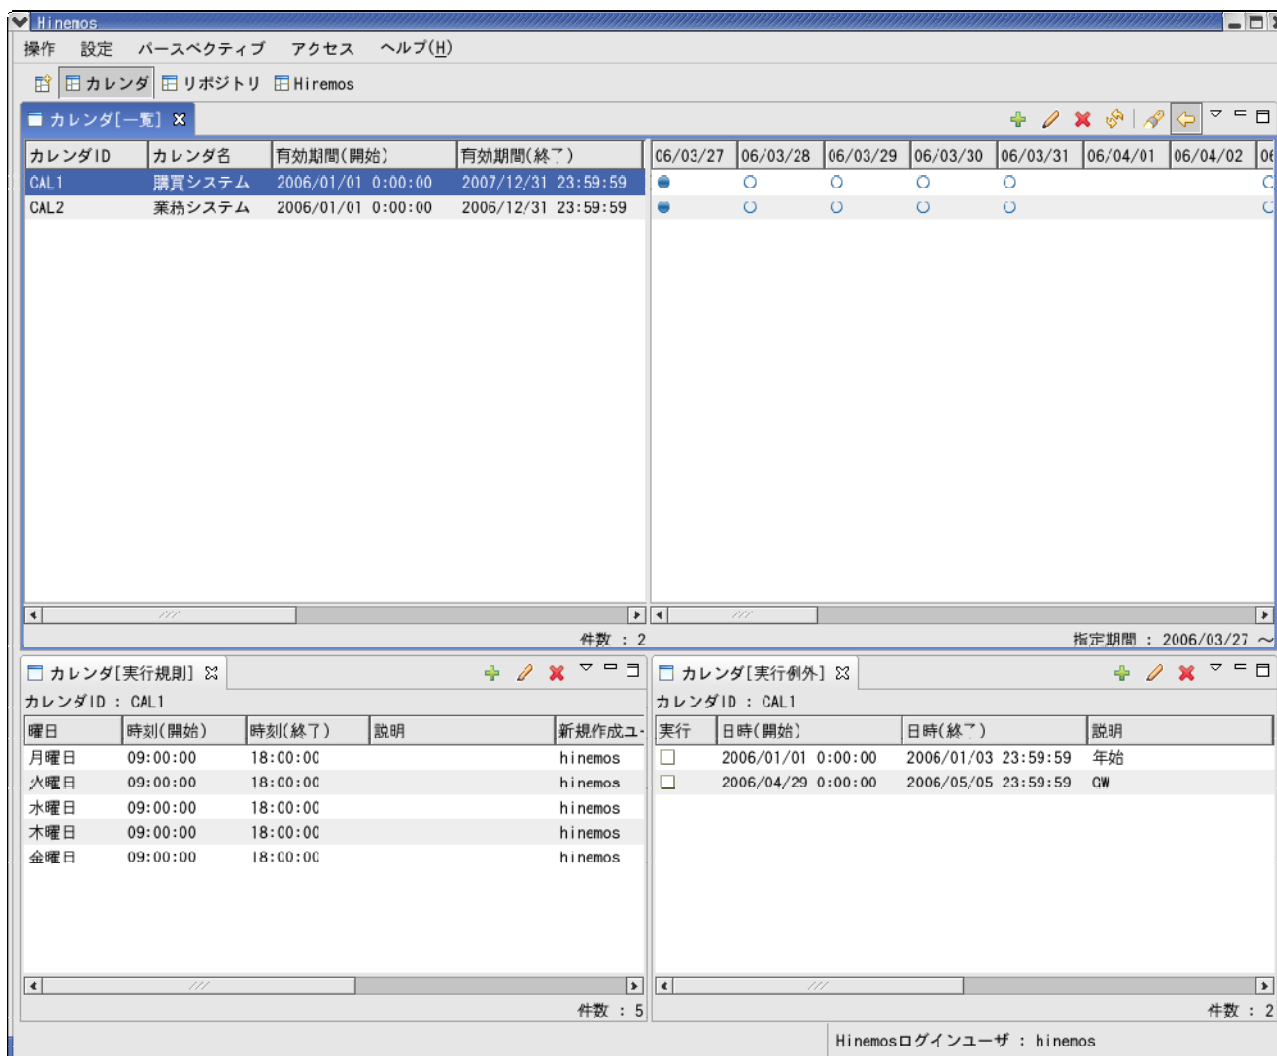 Hinemos
操作 設定 パースペクティブ アクセス ヘルプ(H)
カレンダ リポジトリ Hinemos
カレンダ[一覧]
カレンダID カレンダ名 有効期間(開始) 有効期間(終了) 06/03/27 06/03/28 06/03/29 06/03/30 06/03/31 06/04/01 06/04/02
CAL1 購買システム 2006/01/01 0:00:00 2007/12/31 23:59:59
CAL2 業務システム 2006/01/01 0:00:00 2006/12/31 23:59:59
件数 : 2 指定期間 : 2006/03/27 ～
カレンダ[実行規則]
カレンダID : CAL1
曜日 時刻(開始) 時刻(終了) 説明 新規作成ユ
月曜日 09:00:00 18:00:00 hinemos
火曜日 09:00:00 18:00:00 hinemos
水曜日 09:00:00 18:00:00 hinemos
木曜日 09:00:00 18:00:00 hinemos
金曜日 09:00:00 18:00:00 hinemos
件数 : 5
カレンダ[実行例外]
カレンダID : CAL1
実行 日時(開始) 日時(終了) 説明
2006/01/01 0:00:00 2006/01/03 23:59:59 年始
2006/04/29 0:00:00 2006/05/05 23:59:59 GW
件数 : 2
Hinemosログインユーザ : hinemos